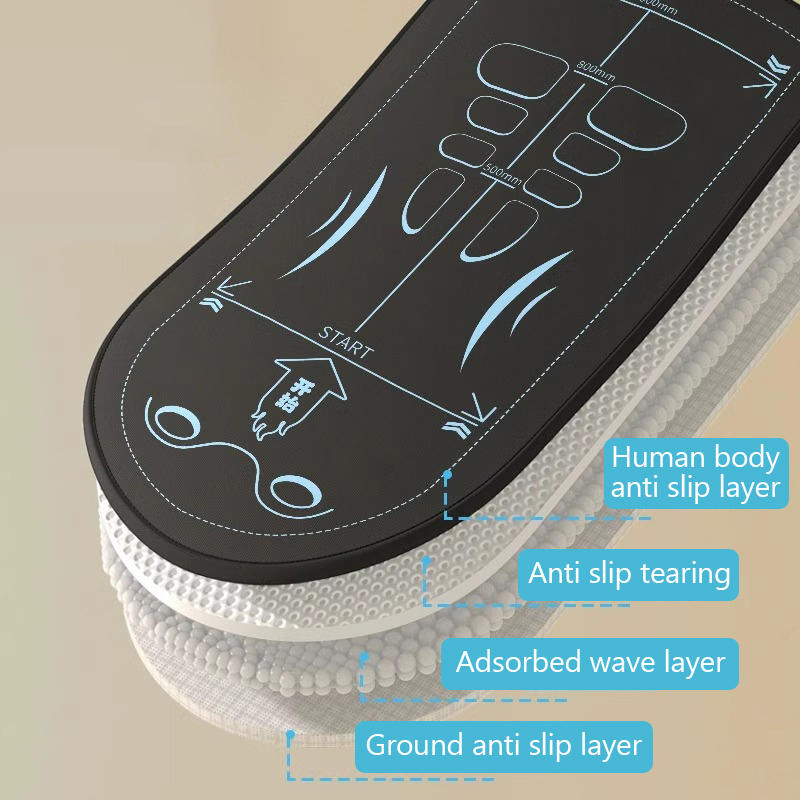 800mm
500mm
START
开始
Human body
anti slip layer
Anti slip tearing
Adsorbed wave layer
Ground anti slip layer